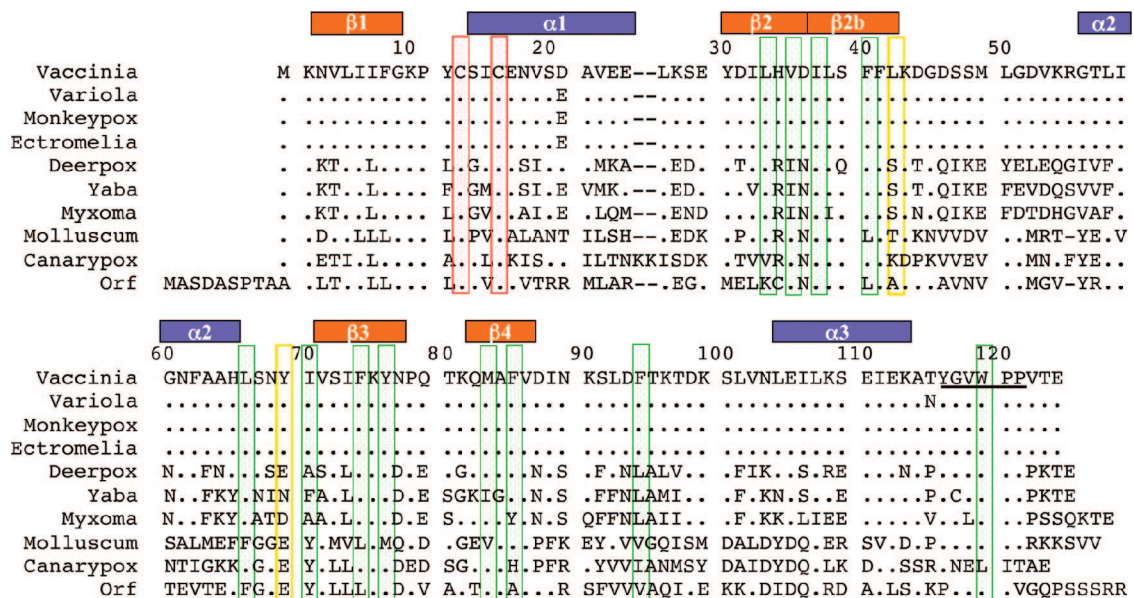 β1 α1 β2 β2b α2
10 20 30 40 50
Vaccinia M KNVLIIFGKP YCSICENVSD AVEE--LKSE YDILHVDILS FFLKDGDSSM LGDVKRGTLI
Variola . .......... .........E ....--.... .......... .......... ..........
Monkeypox . .......... .......... ....--.... .......... .......... ..........
Ectromelia . .......... .........E ....--.... .......... .......... ..........
Deerpox . .KT..L.... L.G...SI.. .MKA--.ED. .T..RIN..Q ..S.T.QIKE YELEQGIVF.
Yaba . .KT..L.... F.GM..SI.E VMK.--.ED. ..V.RIN... ..S.T.QIKE FEVDQSVVF.
Myxoma . .KT..L.... L.GV..AI.E .LQM--.END ....RIN.I. ..S.N.QIKE FDTDHGVAF.
Molluscum . .D..LLL... L.PV.ALANT ILSH--.EDK .P..R.N... .LT.KNVVDV ..MRT-YE.V
Canarypox . .ETI.L.... A..L.KIS.. ILTNKKISDK TVVR.N.... ..KDPKVVEV ..MN.FYE..
Orf MASDASPTAA .LT..LL... L..V..VTRR MLAR.--EG. MELKC.N... .LA..AVNV ..MGV-YR..
α2 β3 β4 α3
60 70 80 90 100 110 120
Vaccinia GNFAAHLSNY IVSIFKYNPQ TKQMAFVDIN KSLDFTKTDK SLVNLEILKS EIEKATYGVW PPVTE
Variola .......... .......... .......... .......... .......... .....N.... .....
Monkeypox .......... .......... .......... .......... .......... .......... .....
Ectromelia .......... .......... .......... .......... .......... .......... .....
Deerpox N..FN...SE AS.L...D.E .G.....N.S .F.NLALV.. .FIK..S.RE ...N.P.... ..PKTE
Yaba N..FKY.NIN FA.L...D.E SGKIG..N.S .FFNLAMI.. .F.KN.S..E .....P.C.. ..PKTE
Myxoma N..FKY.ATD AA.L...D.E S....Y.N.S QFFNLAII.. .F.KK.LIEE .....V..L. .PSSQKTE
Molluscum SALMEFFGGE Y.MVL.MQ.D .GEV...PFK EY.VVGQISM DALDYDQ.ER SV.D.P.... ..RKKSVV
Canarypox NTIGKK.G.E Y.LL..DED SG...H.PFR YY.VVIANMSY DAIDYDQ.LK D..SSR.NEL ITAE
Orf TEVTE.FG.E Y.LLL..D.V A.T..A..R SFVVVAQI.E KK.DIDQ.RD A.LS.KP... ..VGQPSSSRR